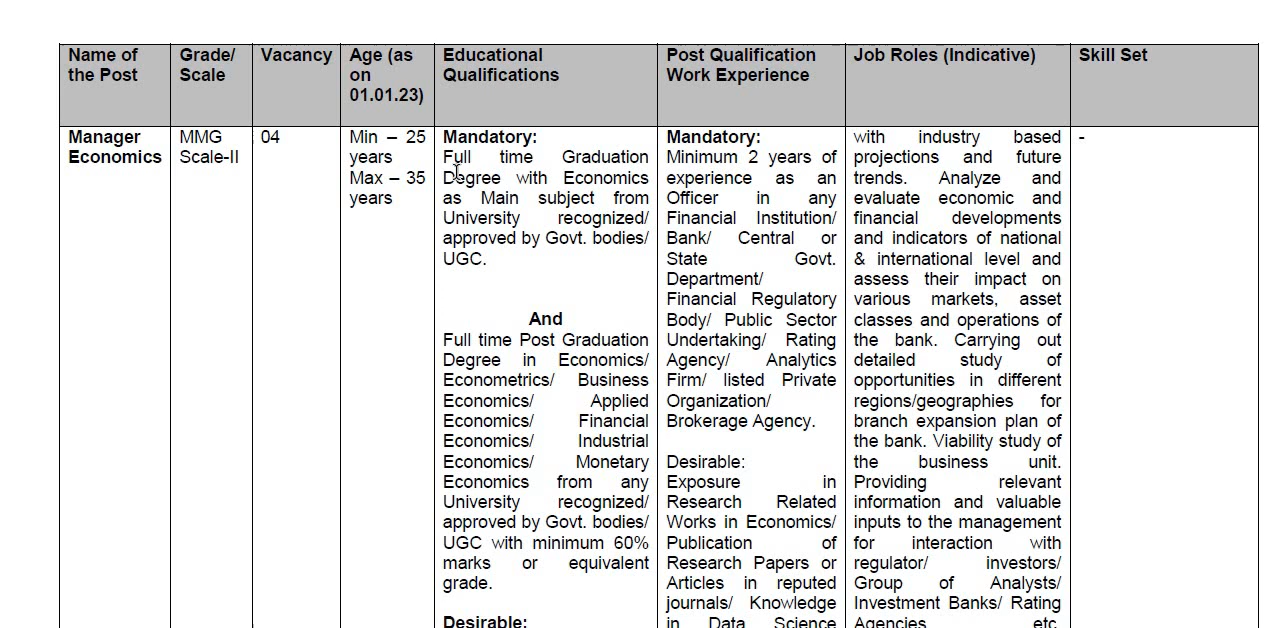 Name of
the Post
Grade/
Scale
Vacancy
Age (as
on
01.01.23)
Educational
Qualifications
Post Qualification
Work Experience
Job Roles (Indicative)
Skill Set
Manager
Economics
MMG
Scale-II
04
Min – 25
years
Max – 35
years
Mandatory:
Full time Graduation
Degree with Economics
as Main subject from
University recognized/
approved by Govt. bodies/
UGC.
And
Full time Post Graduation
Degree in Economics/
Econometrics/ Business
Economics/ Applied
Economics/ Financial
Economics/ Industrial
Economics/ Monetary
Economics from any
University recognized/
approved by Govt. bodies/
UGC with minimum 60%
marks or equivalent
grade.
Desirable:
Mandatory:
Minimum 2 years of
experience as an
Officer in any
Financial Institution/
Bank/ Central or
State Govt.
Department/
Financial Regulatory
Body/ Public Sector
Undertaking/ Rating
Agency/ Analytics
Firm/ listed Private
Organization/
Brokerage Agency.
Desirable:
Exposure in
Research Related
Works in Economics/
Publication of
Research Papers or
Articles in reputed
journals/ Knowledge
in Data Science
with industry based
projections and future
trends. Analyze and
evaluate economic and
financial developments
and indicators of national
& international level and
assess their impact on
various markets, asset
classes and operations of
the bank. Carrying out
detailed study of
opportunities in different
regions/geographies for
branch expansion plan of
the bank. Viability study of
the business unit.
Providing relevant
information and valuable
inputs to the management
for interaction with
regulator/ investors/
Group of Analysts/
Investment Banks/ Rating
Agencies etc.
-